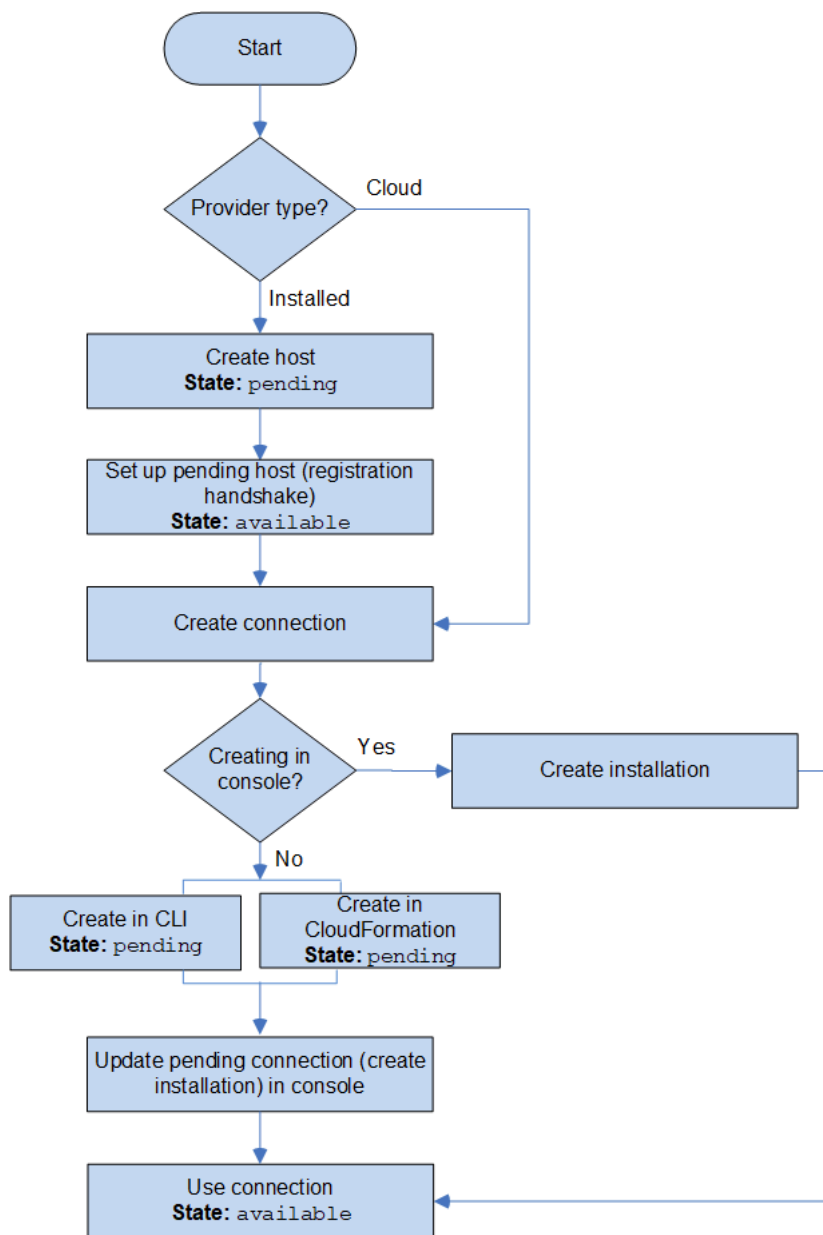 Start
Provider type?
Cloud
Installed
Create host
State: pending
Set up pending host (registration
handshake)
State: available
Create connection
Creating in
console?
Yes
Create installation
No
Create in CLI
State: pending
Create in
CloudFormation
State: pending
Update pending connection (create
installation) in console
Use connection
State: available